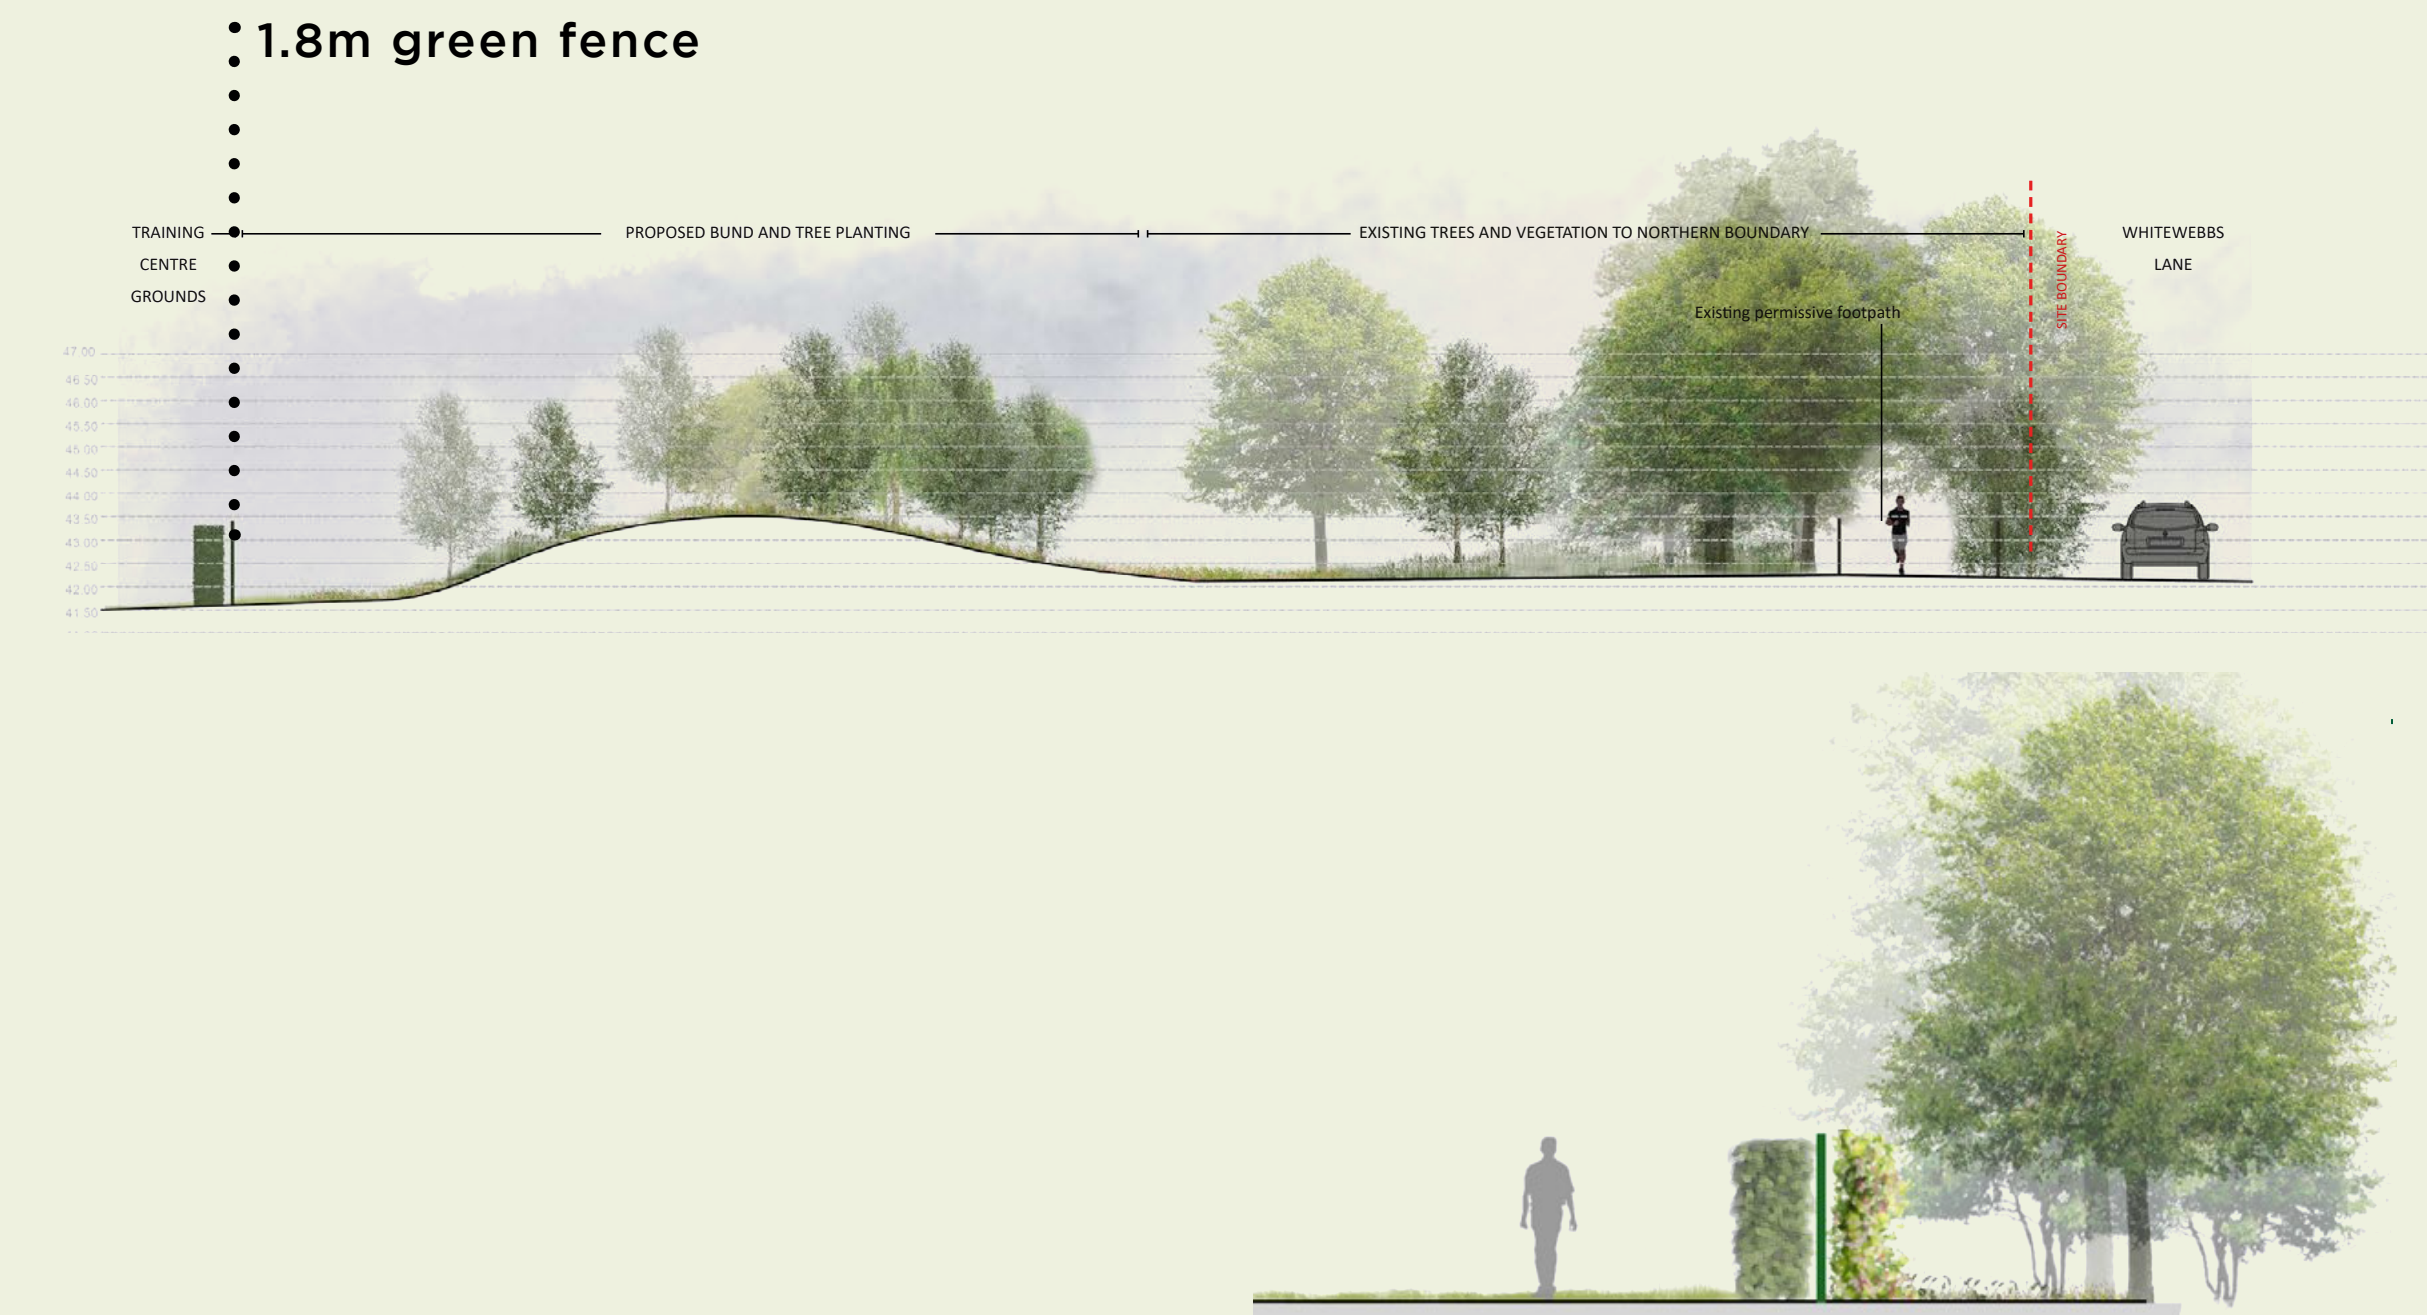 1.8m green fence
TRAINING
CENTRE
GROUNDS
PROPOSED BUND AND TREE PLANTING
EXISTING TREES AND VEGETATION TO NORTHERN BOUNDARY
WHITEWEBBS
LANE
SITE BOUNDARY
Existing permissive footpath
47 00
46 50
46 00
45 50
45 00
44 50
44 00
43 50
43 00
42 50
42 00
41 50